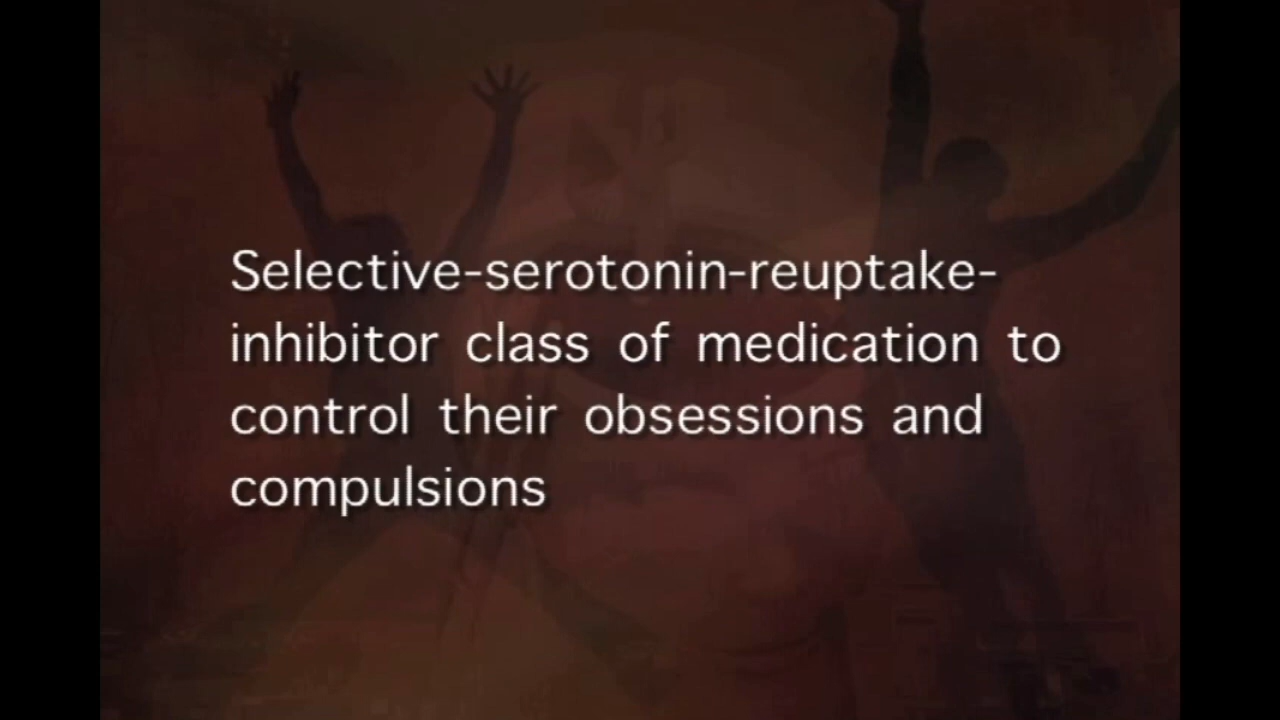 Selective-serotonin-reuptake-
inhibitor class of medication to
control their obsessions and
compulsions